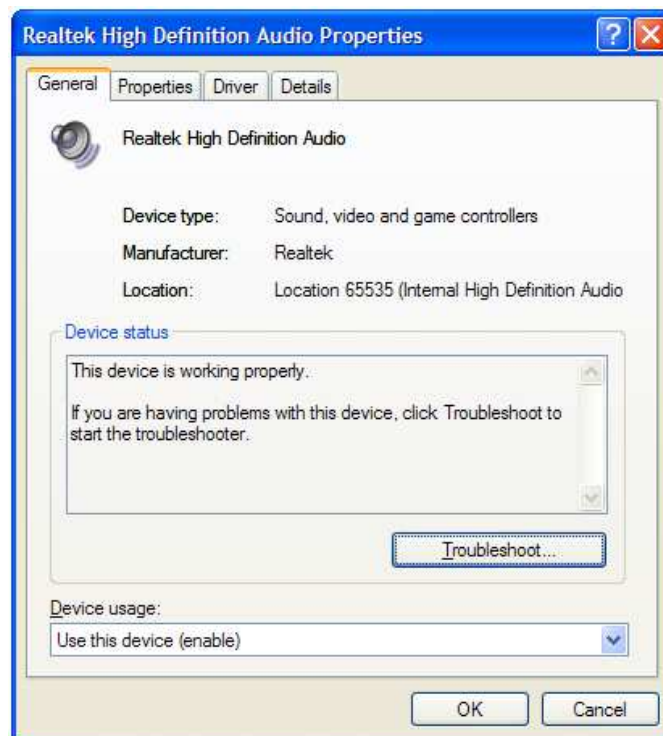 Realtek High Definition Audio Properties
General Properties Driver Details
Realtek High Definition Audio
Device type: Sound, video and game controllers
Manufacturer: Realtek
Location: Location 65535 (Internal High Definition Audio
Device status
This device is working properly.
If you are having problems with this device, click Troubleshoot to
start the troubleshooter.
Troubleshoot...
Device usage:
Use this device (enable)
OK Cancel